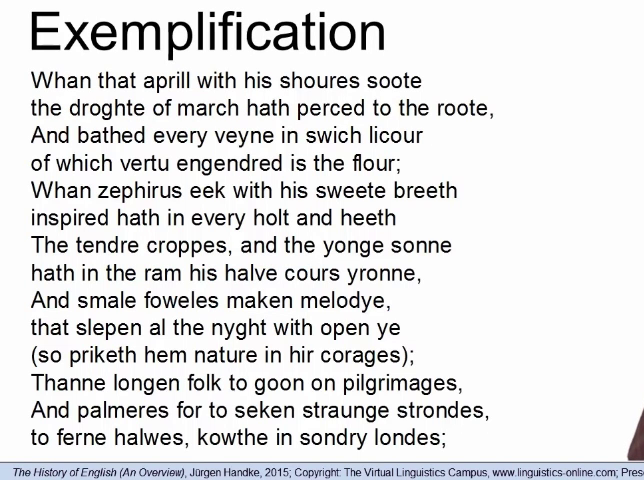 Exemplification
Whan that aprill with his shoures soote
the droghte of march hath perced to the roote,
And bathed every veyne in swich licour
of which vertu engendred is the flour;
Whan zephirus eek with his sweete breeth
inspired hath in every holt and heeth
The tendre croppes, and the yonge sonne
hath in the ram his halve cours yronne,
And smale foweles maken melodye,
that slepen al the nyght with open ye
(so priketh hem nature in hir corages);
Thanne longen folk to goon on pilgrimages,
And palmeres for to seken straunge strondes,
to ferne halwes, kowthe in sondry londes;
The History of English (An Overview), Jürgen Handke, 2015; Copyright: The Virtual Linguistics Campus, www.linguistics-online.com; Pres